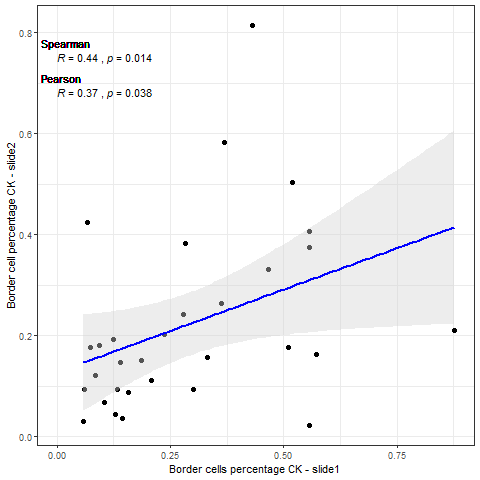 Spearman
R = 0.44 , p = 0.014
Pearson
R = 0.37 , p = 0.038
0.8
0.6
0.4
0.2
0.0
Border cell percentage CK - slide2
0.00 0.25 0.50 0.75
Border cells percentage CK - slide1